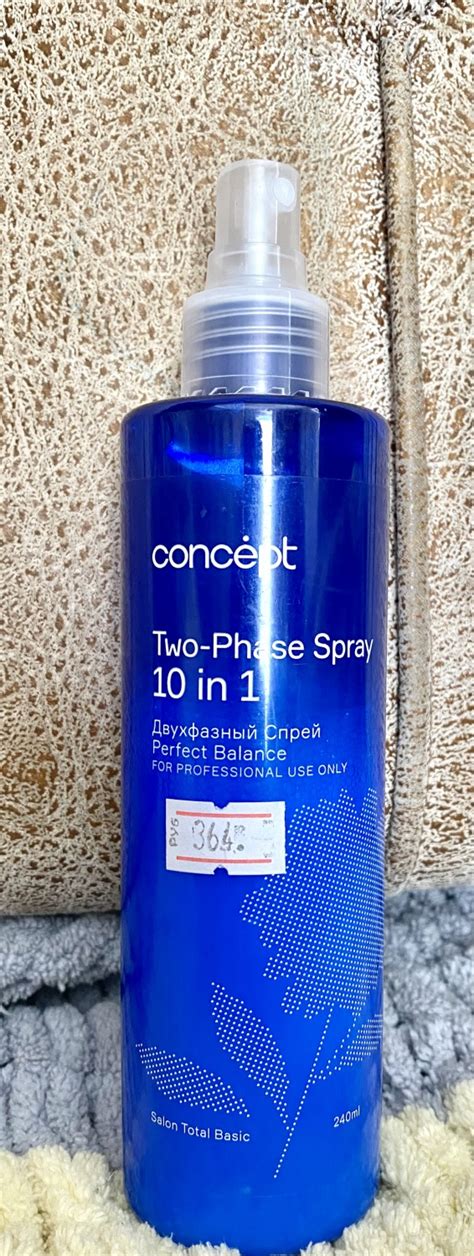 concept
Two-Phase Spray
10 in 1
Двухфазный Спрей
Perfect Balance
FOR PROFESSIONAL USE ONLY
руб
364
Salon Total Basic
240ml